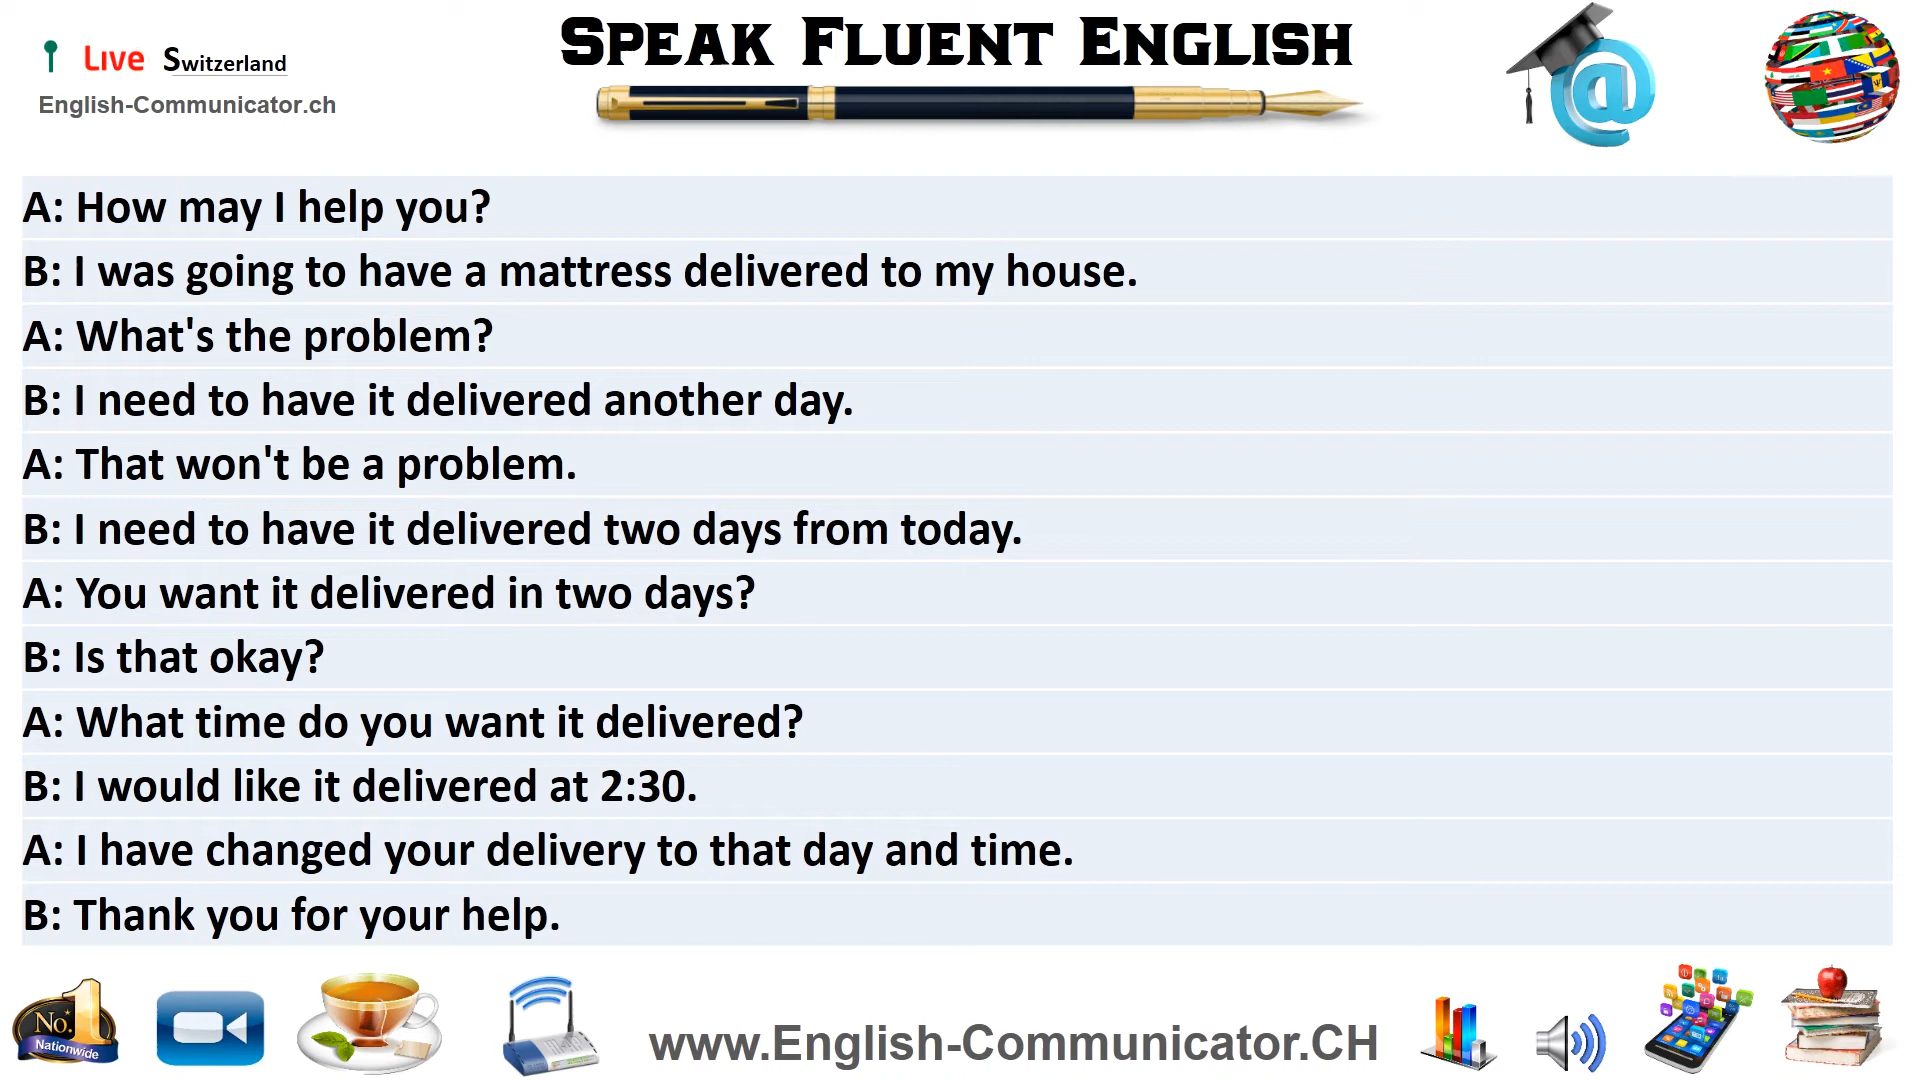 Live Switzerland
English-Communicator.ch
SPEAK FLUENT ENGLISH
A: How may I help you?
B: I was going to have a mattress delivered to my house.
A: What's the problem?
B: I need to have it delivered another day.
A: That won't be a problem.
B: I need to have it delivered two days from today.
A: You want it delivered in two days?
B: Is that okay?
A: What time do you want it delivered?
B: I would like it delivered at 2:30.
A: I have changed your delivery to that day and time.
B: Thank you for your help.
No. 1
Nationwide
www.English-Communicator.CH